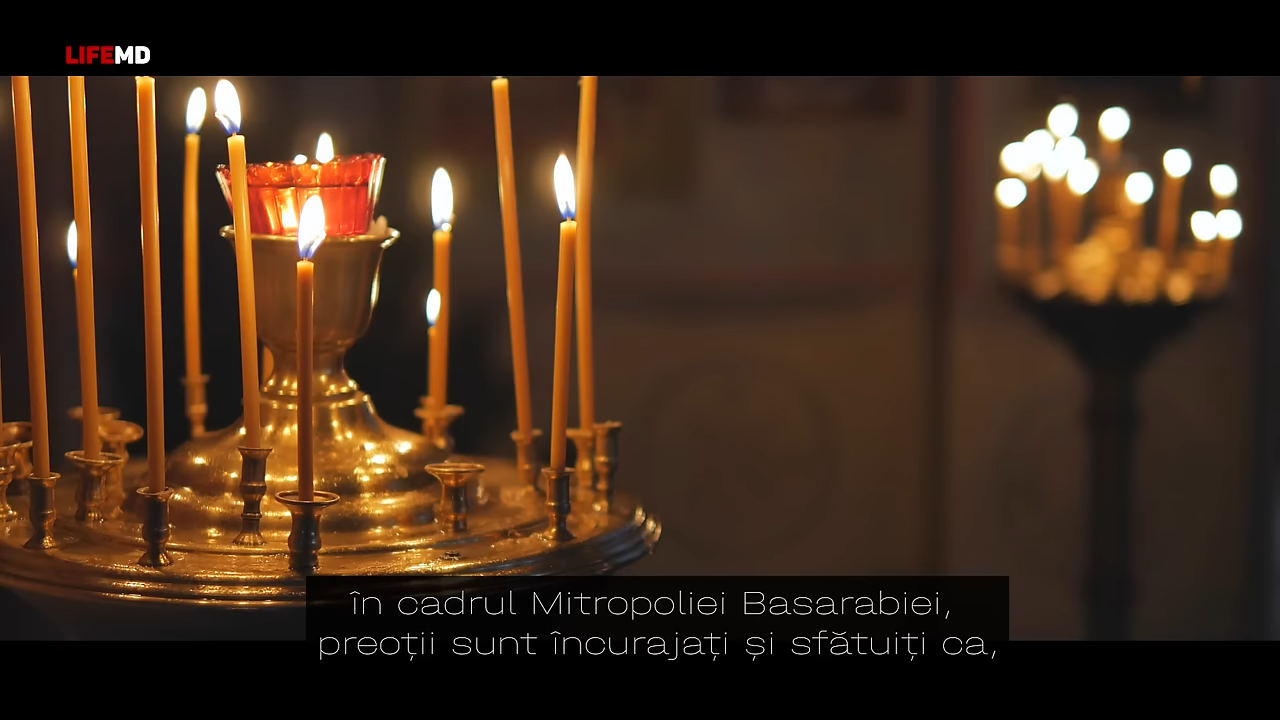 LIFEMD
în cadrul Mitropoliei Basarabiei,
preoții sunt încurajați și sfătuiți ca,